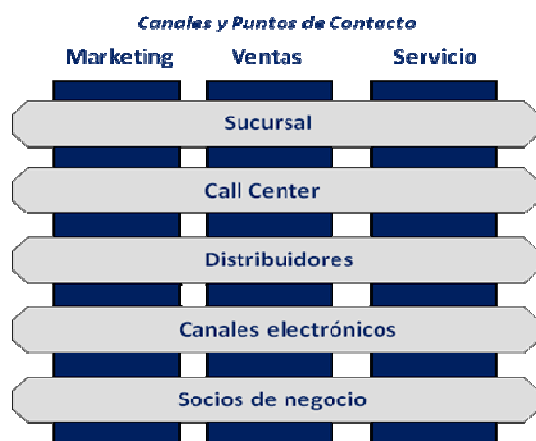 Canales y Puntos de Contacto
Marketing Ventas Servicio
Sucursal
Call Center
Distribuidores
Canales electrónicos
Socios de negocio